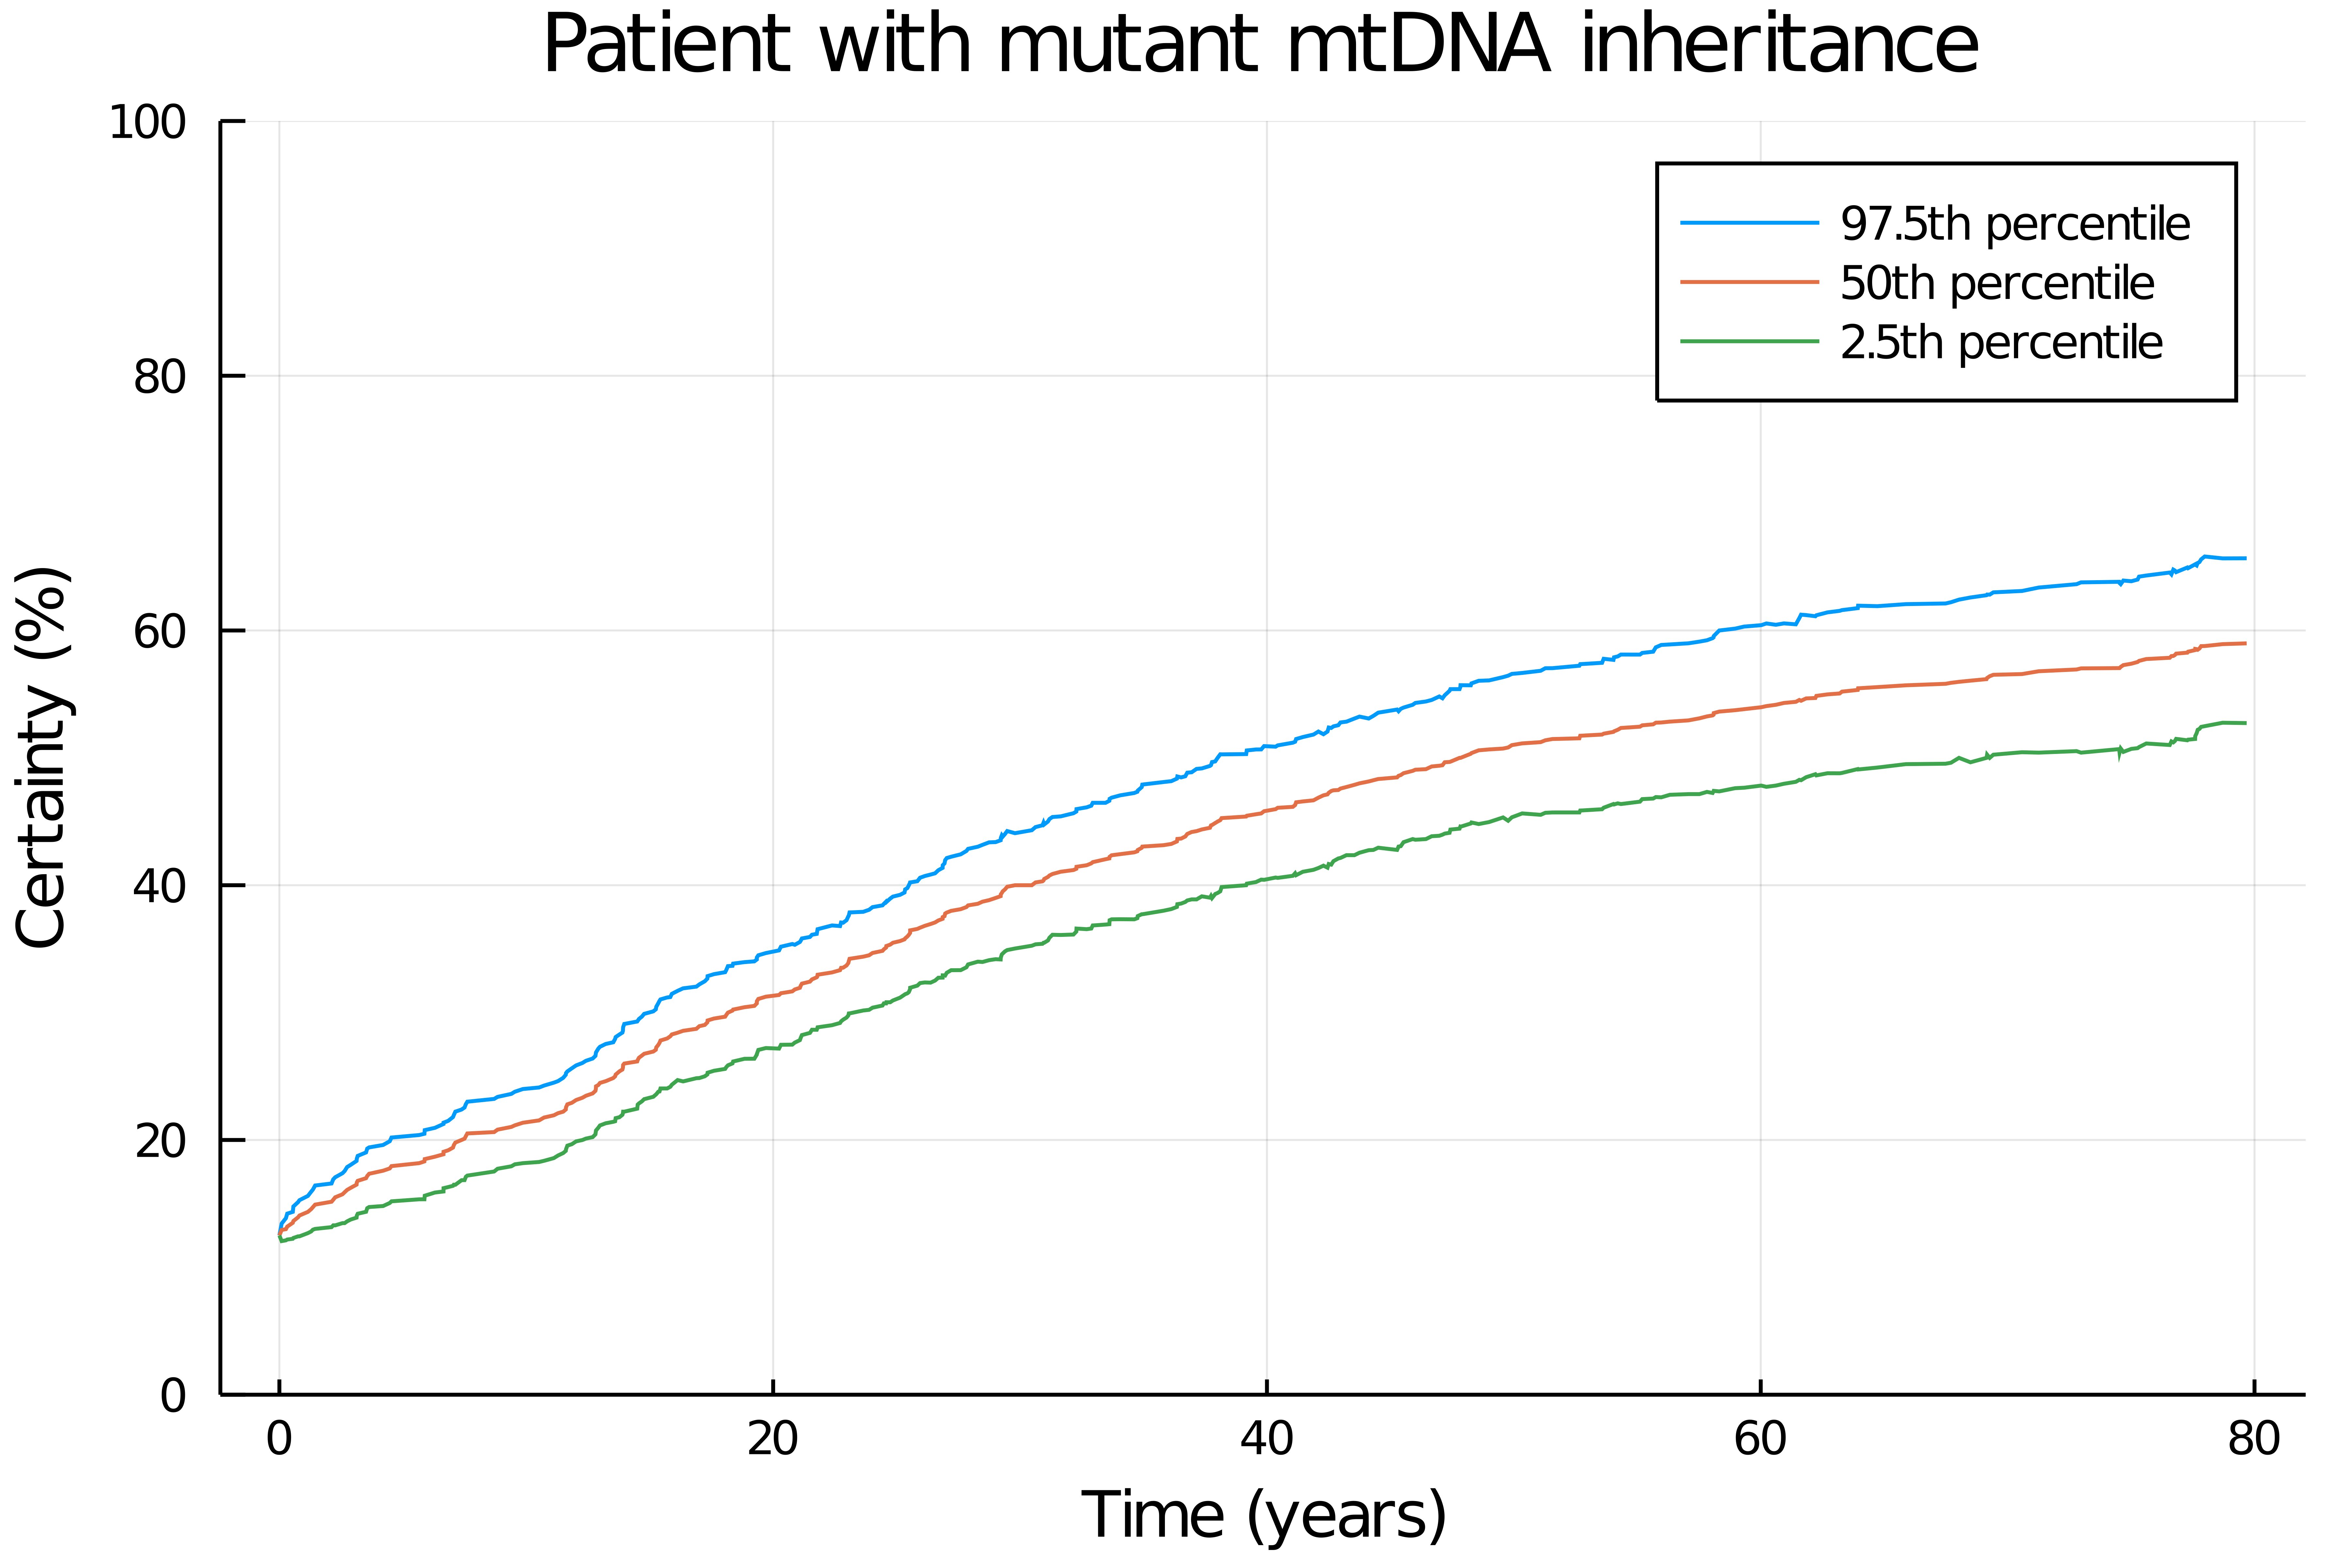 Patient with mutant mtDNA inheritance
100
80
60
40
20
0
Certainty (%)
97.5th percentile
50th percentile
2.5th percentile
0 20 40 60 80
Time (years)